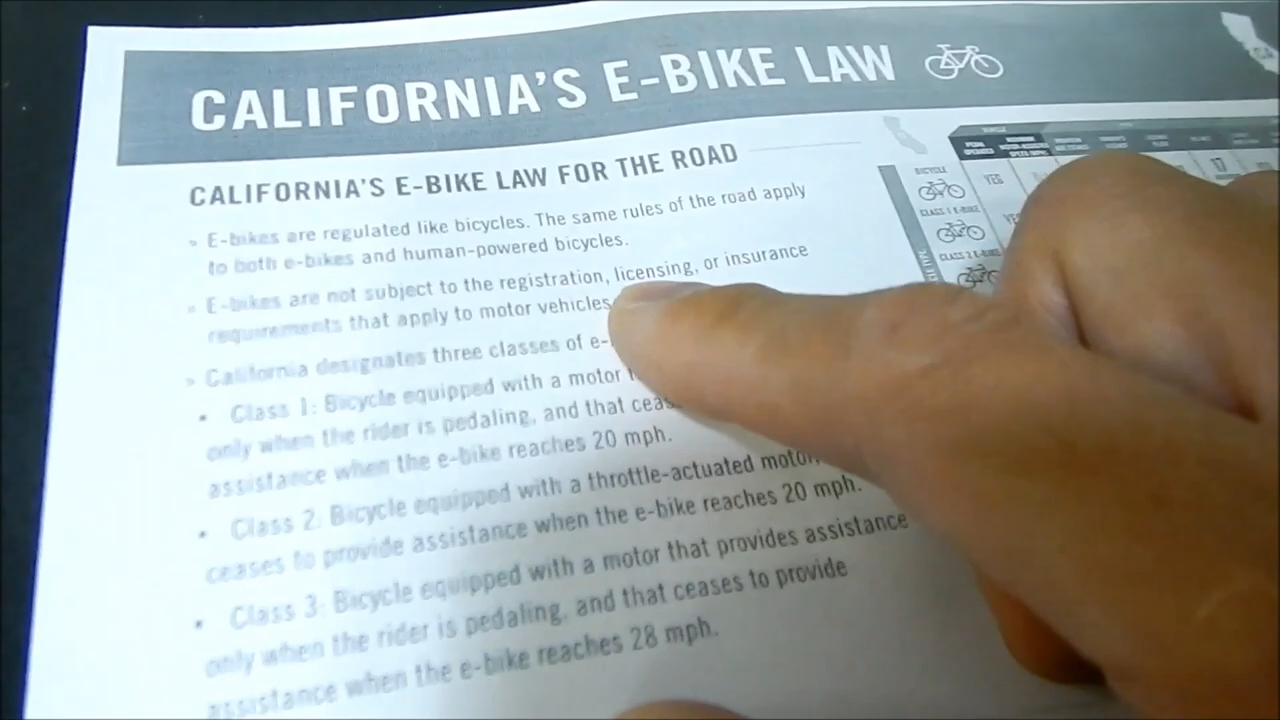 CALIFORNIA'S E-BIKE LAW
CALIFORNIA'S E-BIKE LAW FOR THE ROAD
» E-bikes are regulated like bicycles. The same rules of the road apply
to both e-bikes and human-powered bicycles.
» E-bikes are not subject to the registration, licensing, or insurance
requirements that apply to motor vehicles
» California designates three classes of e-
• Class 1: Bicycle equipped with a motor
only when the rider is pedaling, and that
assistance when the e-bike reaches 20 mph.
• Class 2: Bicycle equipped with a throttle-actuated motor,
ceases to provide assistance when the e-bike reaches 20 mph.
• Class 3: Bicycle equipped with a motor that provides assistance
only when the rider is pedaling, and that ceases to provide
assistance when the e-bike reaches 28 mph.
CA
VEHICLE
PEDAL OPERATED
BICYCLE
YES
17
CLASS 1 E-BIKE
CLASS 2 E-BIKE